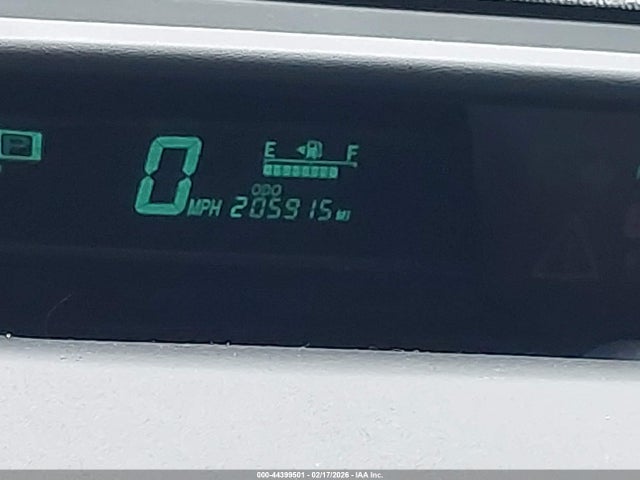 P
E F
ODO
0 MPH 205915 MI
000-44399501 - 02/17/2026 - IAA Inc.